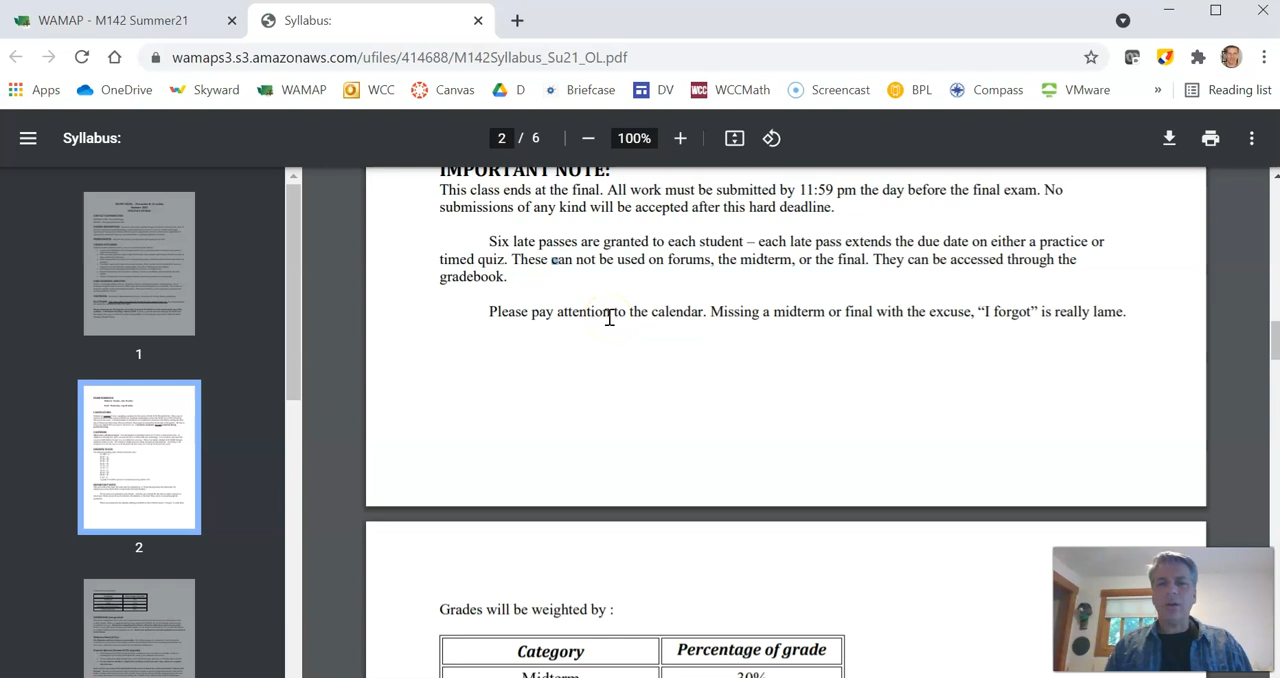 WAMAP - M142 Summer21
Syllabus:
wamaps3.s3.amazonaws.com/ufiles/414688/M142Syllabus_Su21_OL.pdf
Apps OneDrive Skyward WAMAP WCC Canvas D Briefcase DV WCCMath Screencast BPL Compass VMware » Reading list
Syllabus: 2 / 6 100%
IMPORTANT NOTE:
This class ends at the final. All work must be submitted by 11:59 pm the day before the final exam. No
submissions of any kind will be accepted after this hard deadline.
Six late passes are granted to each student – each late pass extends the due date on either a practice or
timed quiz. These can not be used on forums, the midterm, or the final. They can be accessed through the
gradebook.
Please pay attention to the calendar. Missing a midterm or final with the excuse, “I forgot” is really lame.
Grades will be weighted by :
Category Percentage of grade
Midterm 30%
1
2